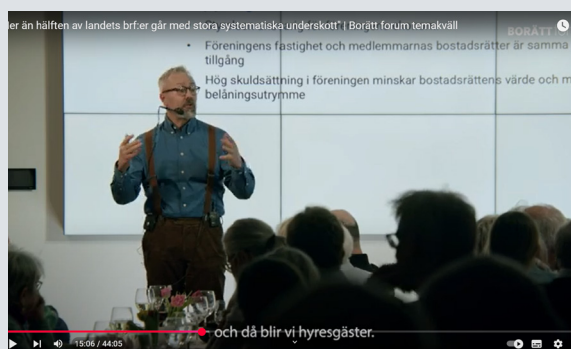 ler än hälften av landets brf:er går med stora systematiska underskott" | Borätt forum temakväll
BORÄTT
• Föreningens fastighet och medlemmarnas bostadsrätter är samma
tillgång
Hög skuldsättning i föreningen minskar bostadsrättens värde och m
belåningsutrymme
och då blir vi hyresgäster.
15:06 / 44:05